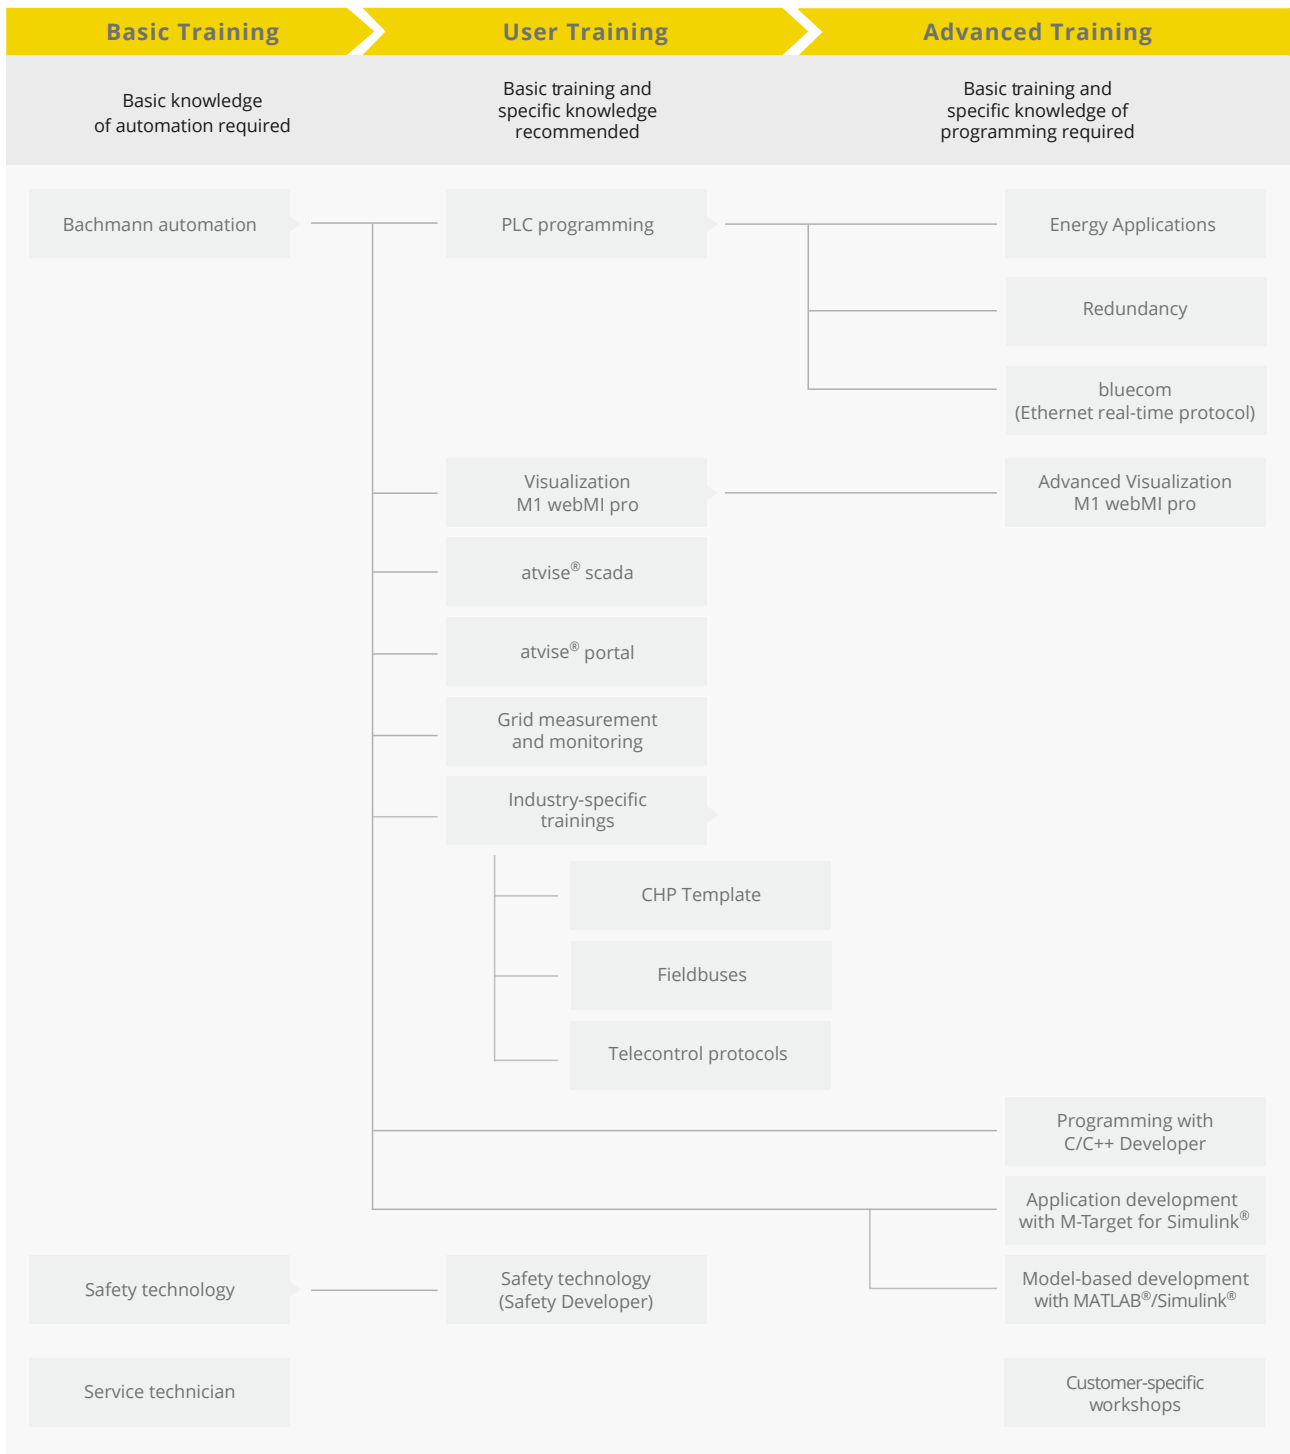 Basic Training
User Training
Advanced Training
Basic knowledge
of automation required
Basic training and
specific knowledge
recommended
Basic training and
specific knowledge of
programming required
Bachmann automation
PLC programming
Energy Applications
Redundancy
bluecom
(Ethernet real-time protocol)
Visualization
M1 webMI pro
Advanced Visualization
M1 webMI pro
atvise® scada
atvise® portal
Grid measurement
and monitoring
Industry-specific
trainings
CHP Template
Fieldbuses
Telecontrol protocols
Programming with
C/C++ Developer
Application development
with M-Target for Simulink®
Safety technology
Safety technology
(Safety Developer)
Model-based development
with MATLAB®/Simulink®
Service technician
Customer-specific
workshops